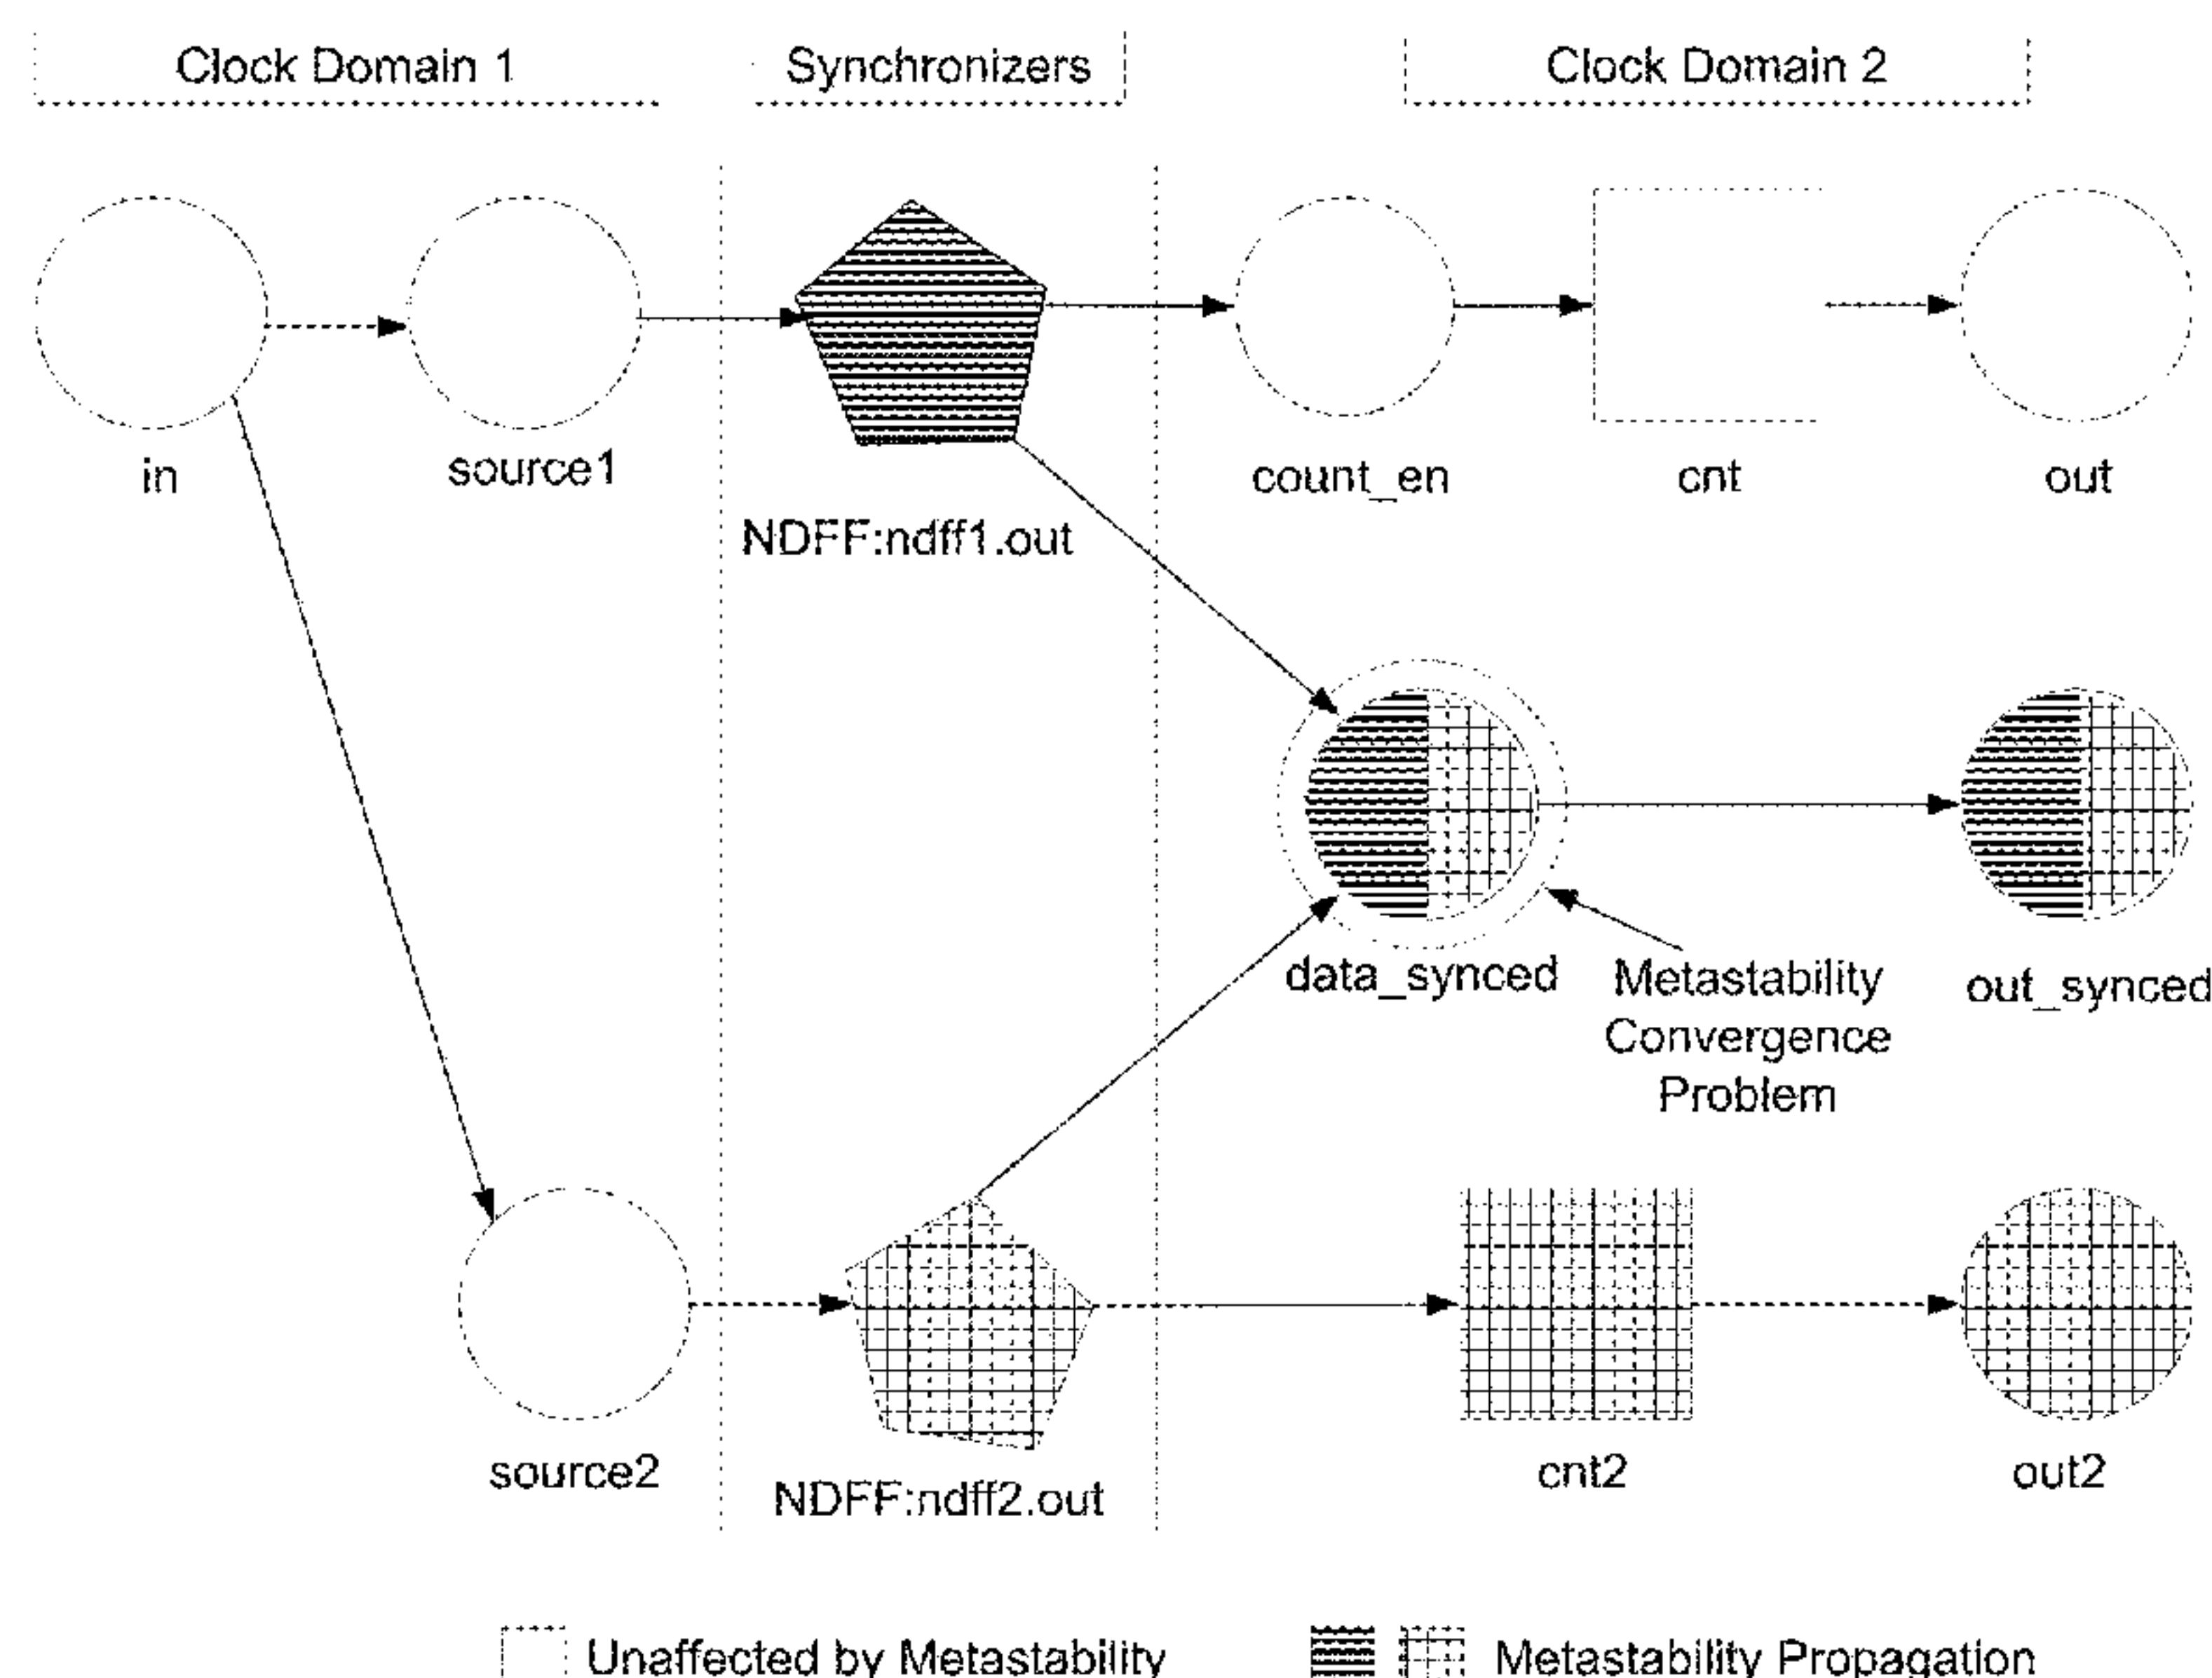 Clock Domain 1
Synchronizers
Clock Domain 2
in
source1
NDFF:ndff1.out
count_en
cnt
out
data_synced
Metastability
Convergence
Problem
out_synced
source2
NDFF:ndff2.out
cnt2
out2
Unaffected by Metastability
Metastability Propagation